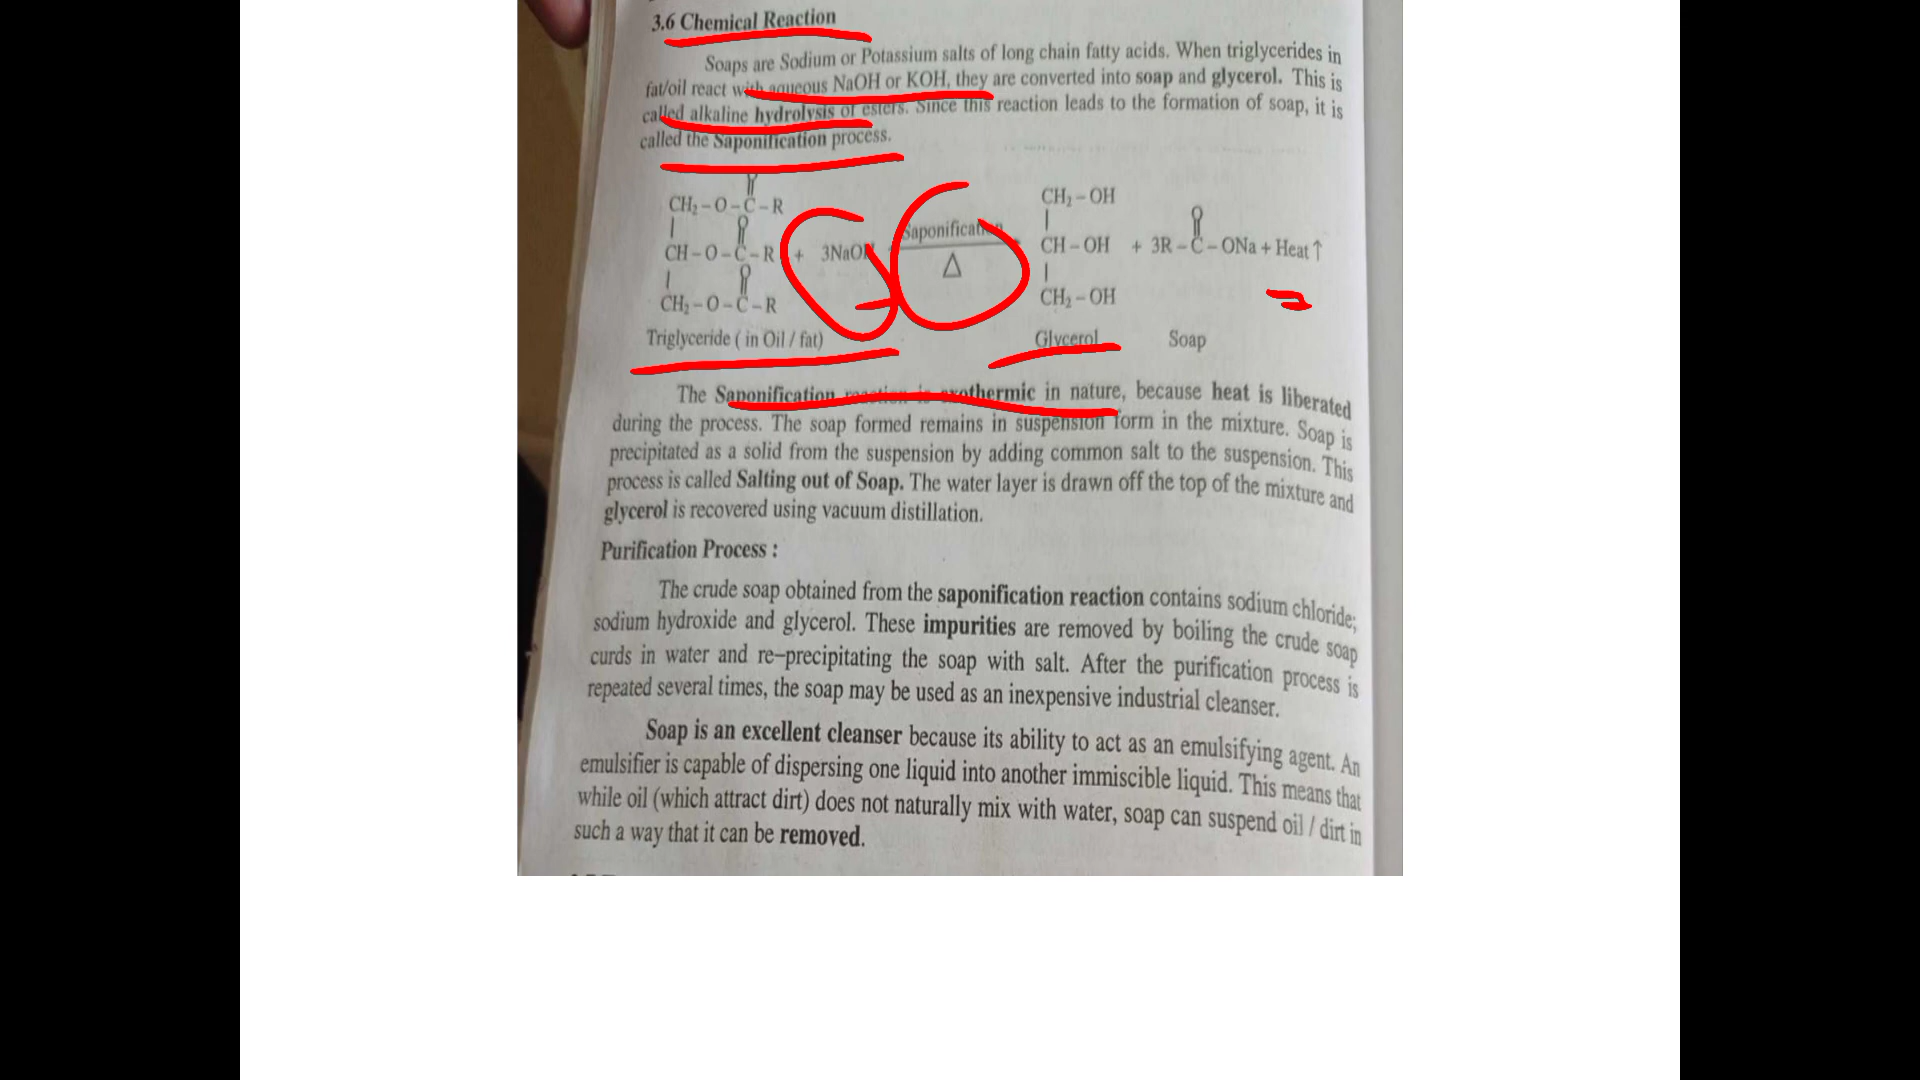 3.6 Chemical Reaction
Soaps are Sodium or Potassium salts of long chain fatty acids. When triglycerides in
fat/oil react with aqueous NaOH or KOH, they are converted into soap and glycerol. This is
called alkaline hydrolysis of esters. Since this reaction leads to the formation of soap, it is
called the Saponification process.
O
CH₂ – O – C – R
O
CH – O – C – R + 3NaOH Saponification Δ
O
CH₂ – O – C – R
CH₂ – OH
O
CH – OH + 3R – C – ONa + Heat ↑
CH₂ – OH
Triglyceride ( in Oil / fat) Glycerol Soap
The Saponification reaction is exothermic in nature, because heat is liberated
during the process. The soap formed remains in suspension form in the mixture. Soap is
precipitated as a solid from the suspension by adding common salt to the suspension. This
process is called Salting out of Soap. The water layer is drawn off the top of the mixture and
glycerol is recovered using vacuum distillation.
Purification Process :
The crude soap obtained from the saponification reaction contains sodium chloride;
sodium hydroxide and glycerol. These impurities are removed by boiling the crude soap
curds in water and re-precipitating the soap with salt. After the purification process is
repeated several times, the soap may be used as an inexpensive industrial cleanser.
Soap is an excellent cleanser because its ability to act as an emulsifying agent. An
emulsifier is capable of dispersing one liquid into another immiscible liquid. This means that
while oil (which attract dirt) does not naturally mix with water, soap can suspend oil / dirt in
such a way that it can be removed.